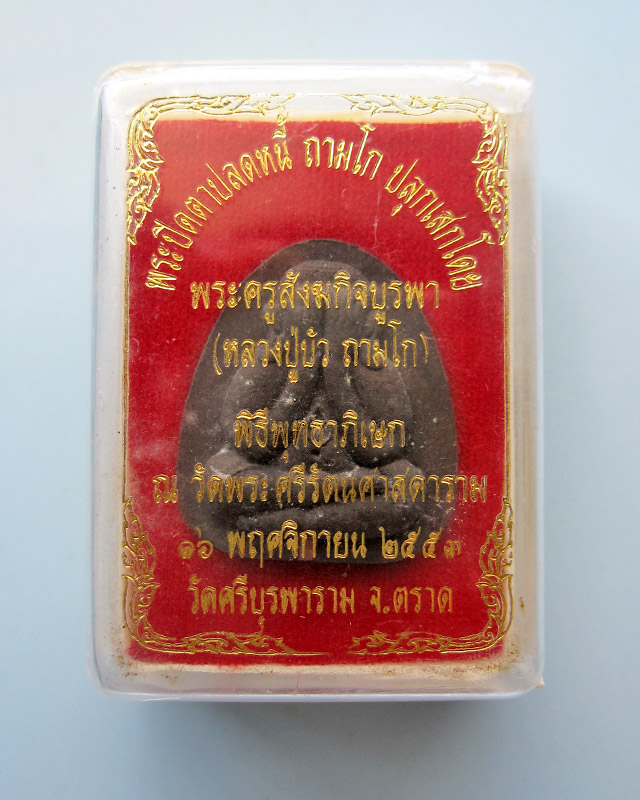 พระปิดตาปลดหนี้ ถามโก ปลุกเสกโดย
พระครูสังฆกิจบูรพา
(หลวงปู่บัว ถามโก)
พิธีพุทธาภิเษก
ณ วัดพระศรีรัตนศาสดาราม
๑๖ พฤศจิกายน ๒๕๕๓
วัดศรีบุรพาราม จ.ตราด